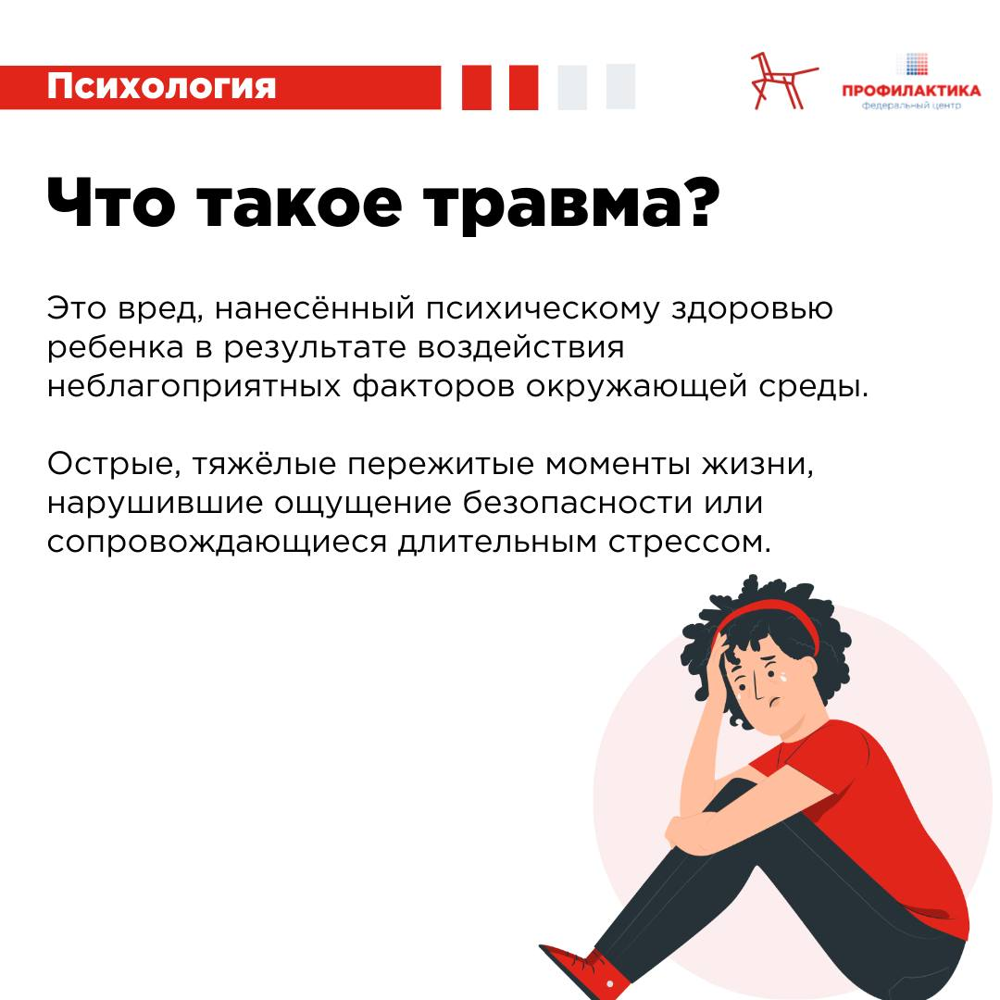 Психология
ПРОФИЛАКТИКА
федеральный центр
Что такое травма?
Это вред, нанесённый психическому здоровью
ребенка в результате воздействия
неблагоприятных факторов окружающей среды.
Острые, тяжёлые пережитые моменты жизни,
нарушившие ощущение безопасности или
сопровождающиеся длительным стрессом.